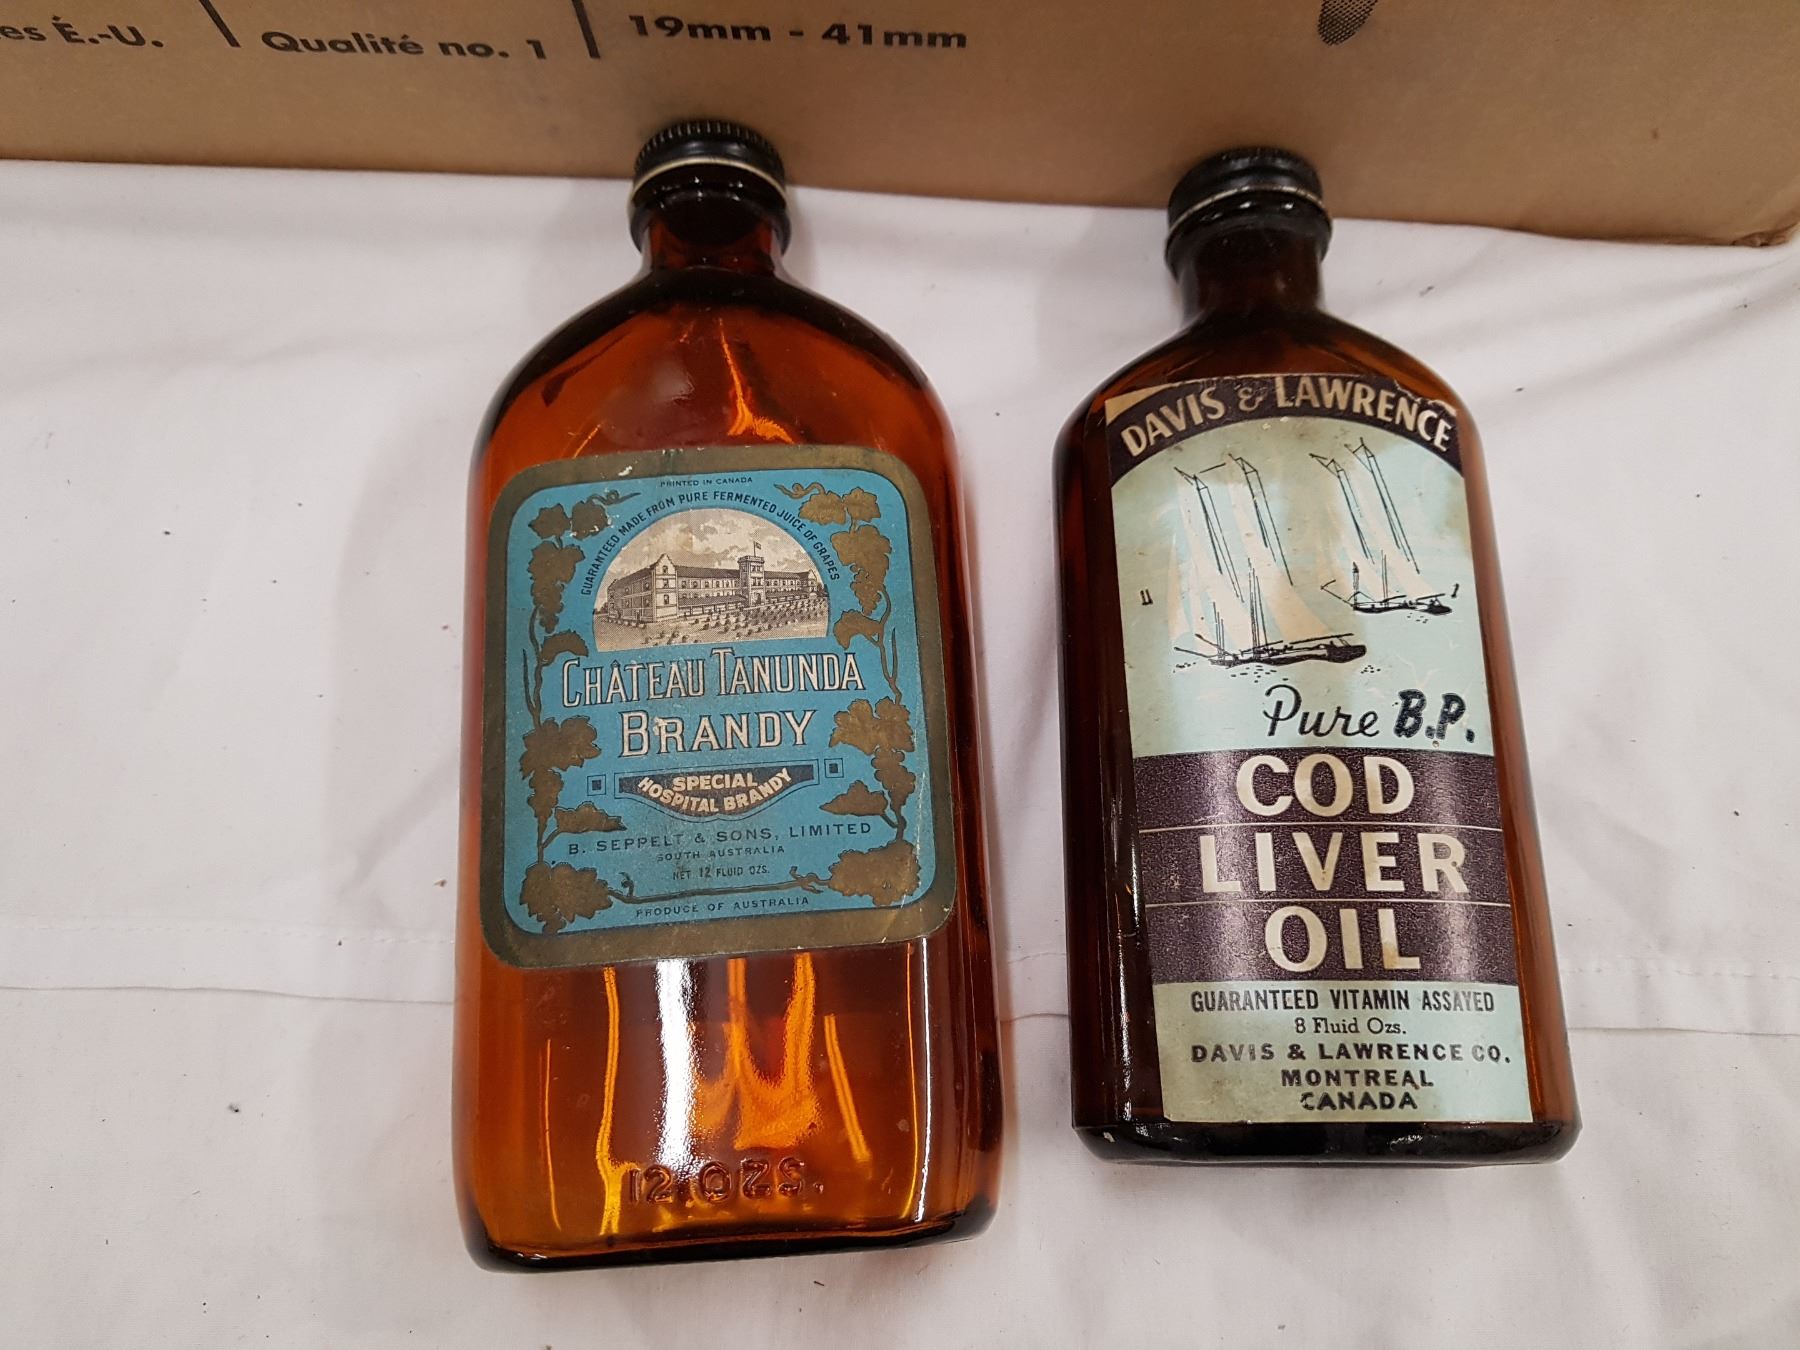 es É.-U.
Qualité no. 1
19mm - 41mm
PRINTED IN CANADA
GUARANTEED MADE FROM PURE FERMENTED JUICE OF GRAPES
CHÂTEAU TANUNDA
BRANDY
SPECIAL
HOSPITAL BRANDY
B. SEPPELT & SONS, LIMITED
SOUTH AUSTRALIA
NET 12 FLUID OZS.
PRODUCE OF AUSTRALIA
12 OZS.
DAVIS & LAWRENCE
Pure B.P.
COD
LIVER
OIL
GUARANTEED VITAMIN ASSAYED
8 Fluid Ozs.
DAVIS & LAWRENCE CO.
MONTREAL
CANADA